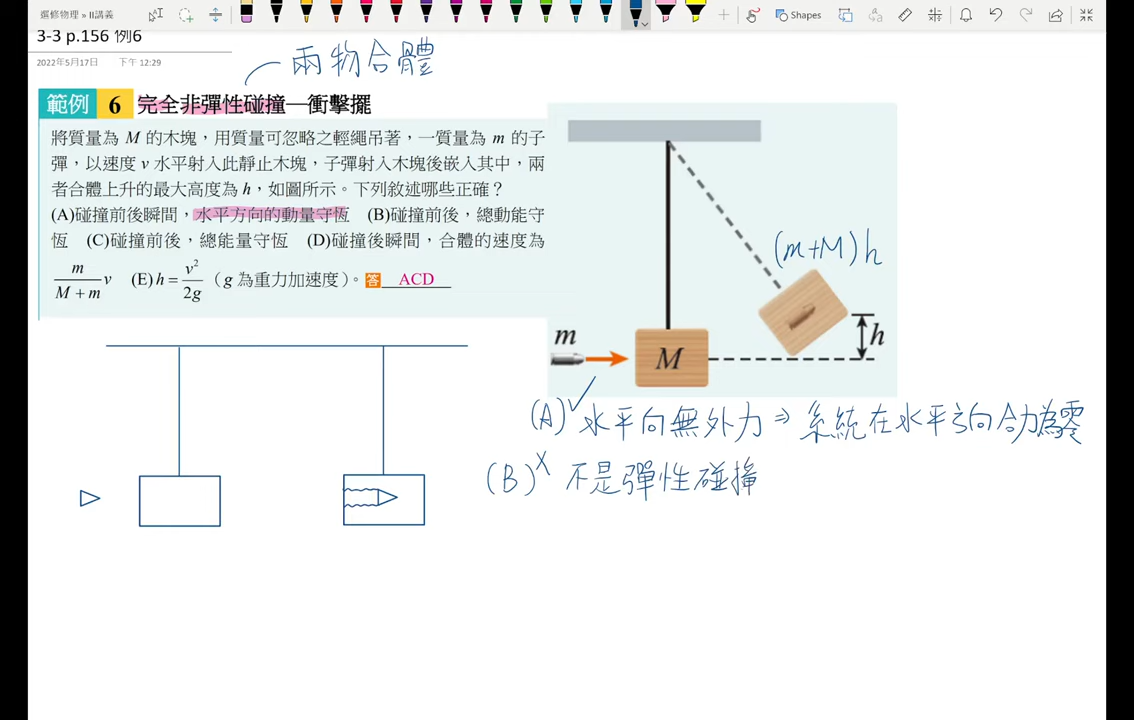 選修物理 » II講義
Shapes
3-3 p.156 例6
2022年5月17日 下午 12:29
兩物合體
範例 6 完全非彈性碰撞—衝擊擺
將質量為 M 的木塊，用質量可忽略之輕繩吊著，一質量為 m 的子
彈，以速度 v 水平射入此靜止木塊，子彈射入木塊後嵌入其中，兩
者合體上升的最大高度為 h，如圖所示。下列敘述哪些正確？
(A)碰撞前後瞬間，水平方向的動量守恆 (B)碰撞前後，總動能守
恆 (C)碰撞前後，總能量守恆 (D)碰撞後瞬間，合體的速度為
m/(M+m) v (E) h = v²/2g （g 為重力加速度）。答 ACD
(m+M)h
h
m
M
(A)✓ 水平向無外力 ⇒ 系統在水平方向合力為零
(B)× 不是彈性碰撞